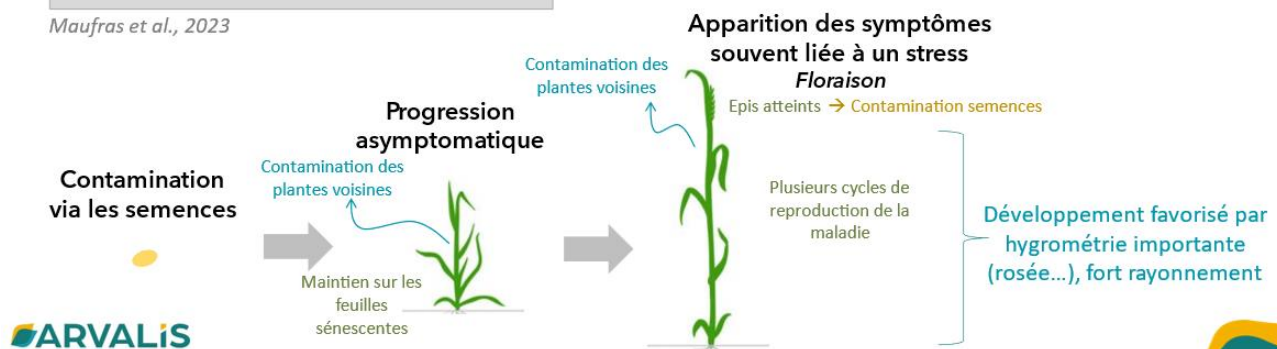 Maufras et al., 2023
Apparition des symptômes
souvent liée à un stress
Floraison
Epis atteints → Contamination semences
Contamination des
plantes voisines
Progression
asymptomatique
Contamination des
plantes voisines
Contamination
via les semences
Plusieurs cycles de
reproduction de la
maladie
Développement favorisé par
hygrométrie importante
(rosée...), fort rayonnement
Maintien sur les
feuilles
sénescentes
ARVALIS